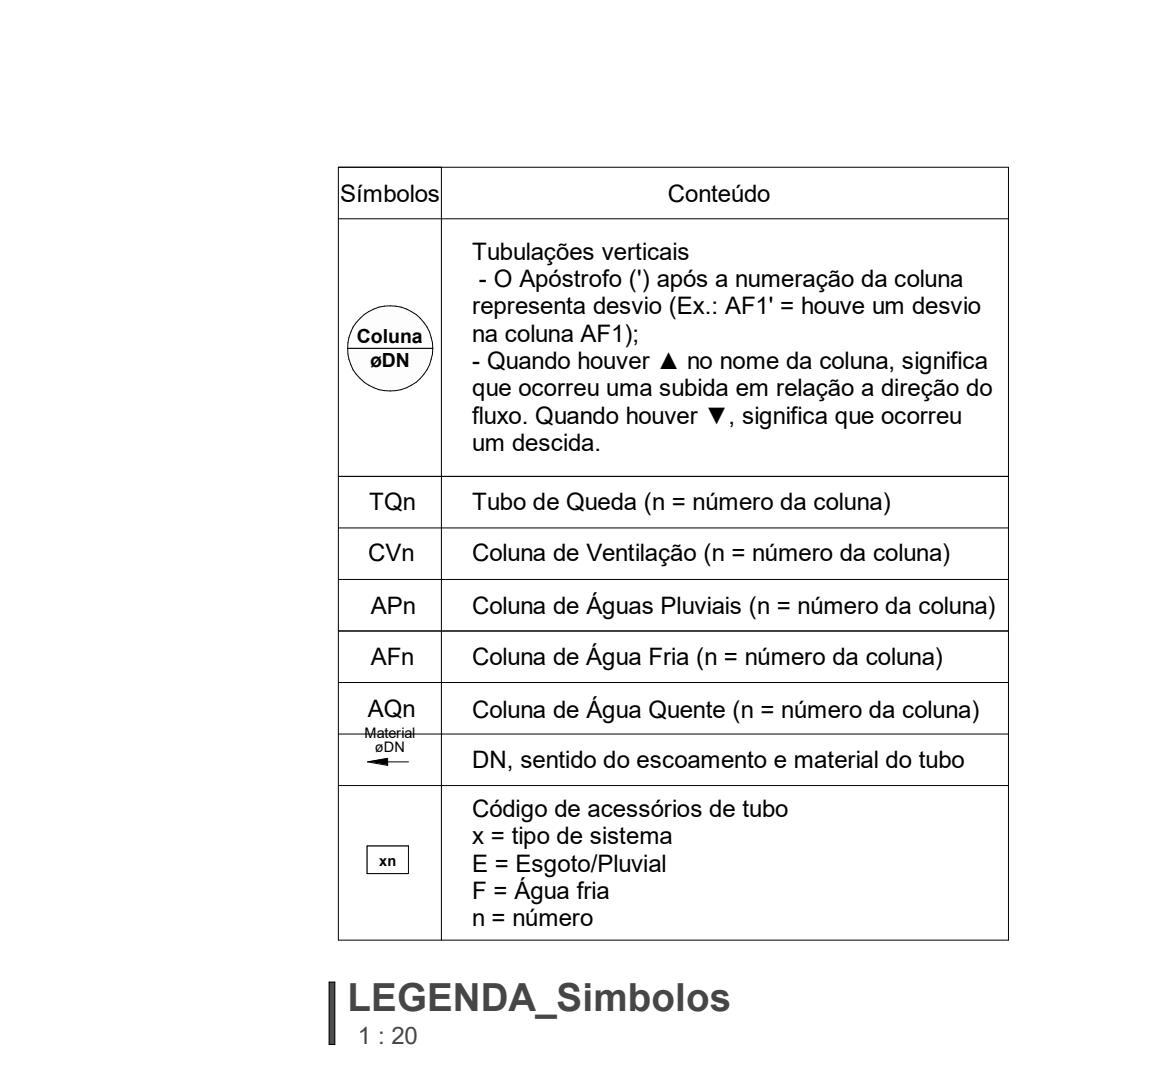 Símbolos Conteúdo
Tubulações verticais
- O Apóstrofo (') após a numeração da coluna
representa desvio (Ex.: AF1' = houve um desvio
na coluna AF1);
- Quando houver ▲ no nome da coluna, significa
que ocorreu uma subida em relação a direção do
fluxo. Quando houver ▼, significa que ocorreu
um descida.
Coluna
øDN
TQn Tubo de Queda (n = número da coluna)
CVn Coluna de Ventilação (n = número da coluna)
APn Coluna de Águas Pluviais (n = número da coluna)
AFn Coluna de Água Fria (n = número da coluna)
AQn Coluna de Água Quente (n = número da coluna)
Material
øDN
DN, sentido do escoamento e material do tubo
Código de acessórios de tubo
x = tipo de sistema
E = Esgoto/Pluvial
F = Água fria
n = número
xn
LEGENDA_Simbolos
1 : 20